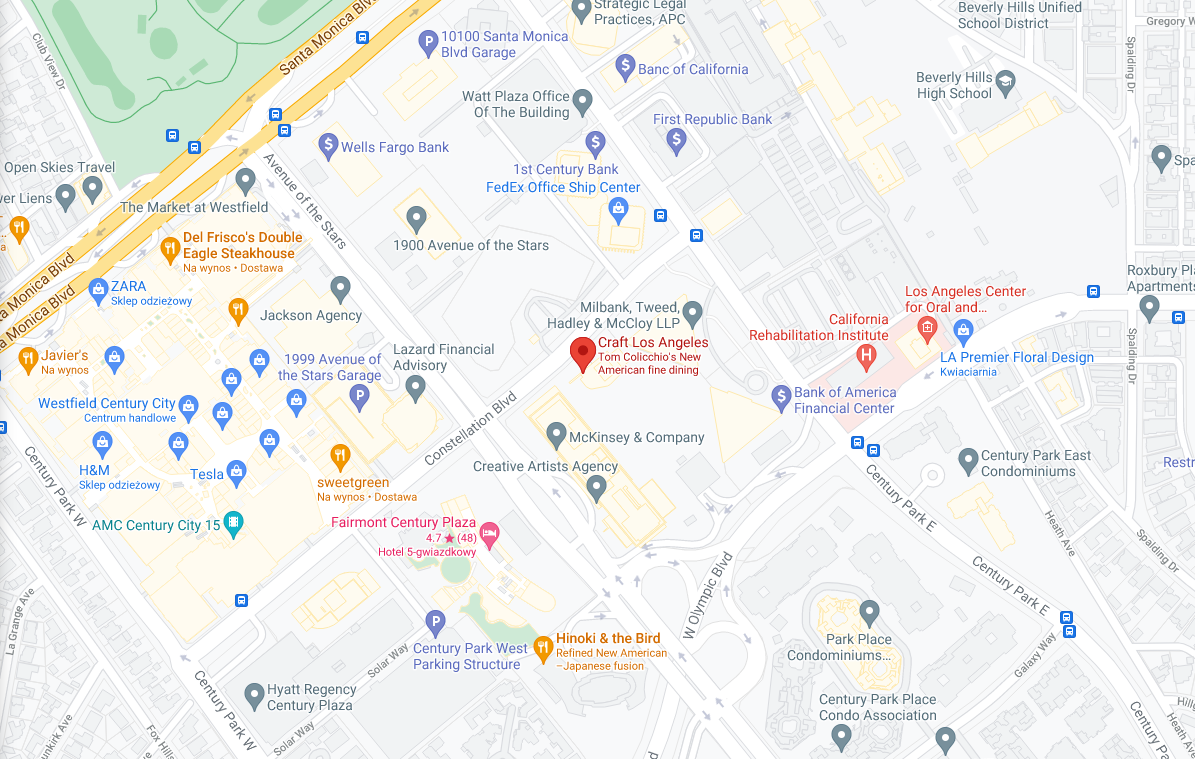 Strategic Legal
Practices, APC
Beverly Hills Unified
School District
Gregory W
Santa Monica Blvd
10100 Santa Monica
Blvd Garage
Club View Dr
Banc of California
Spalding Dr
Beverly Hills
High School
Watt Plaza Office
Of The Building
First Republic Bank
Wells Fargo Bank
Avenue of the Stars
1st Century Bank
FedEx Office Ship Center
Open Skies Travel
The Market at Westfield
1900 Avenue of the Stars
Del Frisco's Double
Eagle Steakhouse
Na wynos • Dostawa
ZARA
Sklep odzieżowy
Jackson Agency
Milbank, Tweed,
Hadley & McCloy LLP
Los Angeles Center
for Oral and...
California
Rehabilitation Institute
Roxbury Pl
Apartments
Monica Blvd
Monica Blvd
Javier's
Na wynos
1999 Avenue of
the Stars Garage
Lazard Financial
Advisory
Craft Los Angeles
Tom Colicchio's New
American fine dining
LA Premier Floral Design
Kwiaciarnia
Spalding Dr
Westfield Century City
Centrum handlowe
Constellation Blvd
Bank of America
Financial Center
McKinsey & Company
Century Park W
H&M
Sklep odzieżowy
Tesla
sweetgreen
Na wynos • Dostawa
Creative Artists Agency
Century Park East
Condominiums
Restr
Century Park E
AMC Century City 15
Fairmont Century Plaza
4.7 ★ (48)
Hotel 5-gwiazdkowy
Heath Ave
Spalding Dr
Century Park E
W Olympic Blvd
La Grange Ave
Century Park West
Parking Structure
Hinoki & the Bird
Refined New American
–Japanese fusion
Park Place
Condominiums...
Galaxy Way
Solar Way
Hyatt Regency
Century Plaza
Century Park W
Solar Way
Fox Hills
Century Park Place
Condo Association
Century P
Heath Ave
Hille